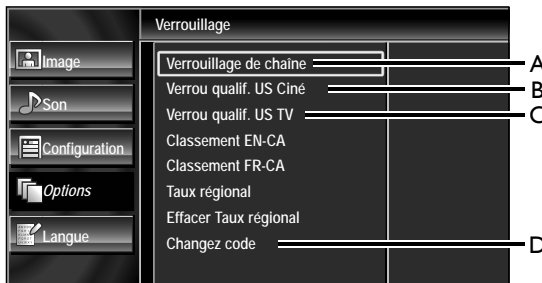 Verrouillage
Image
Son
Configuration
Options
Langue
Verrouillage de chaîne
Verrou qualif. US Ciné
Verrou qualif. US TV
Classement EN-CA
Classement FR-CA
Taux régional
Effacer Taux régional
Changez code
A
B
C
D